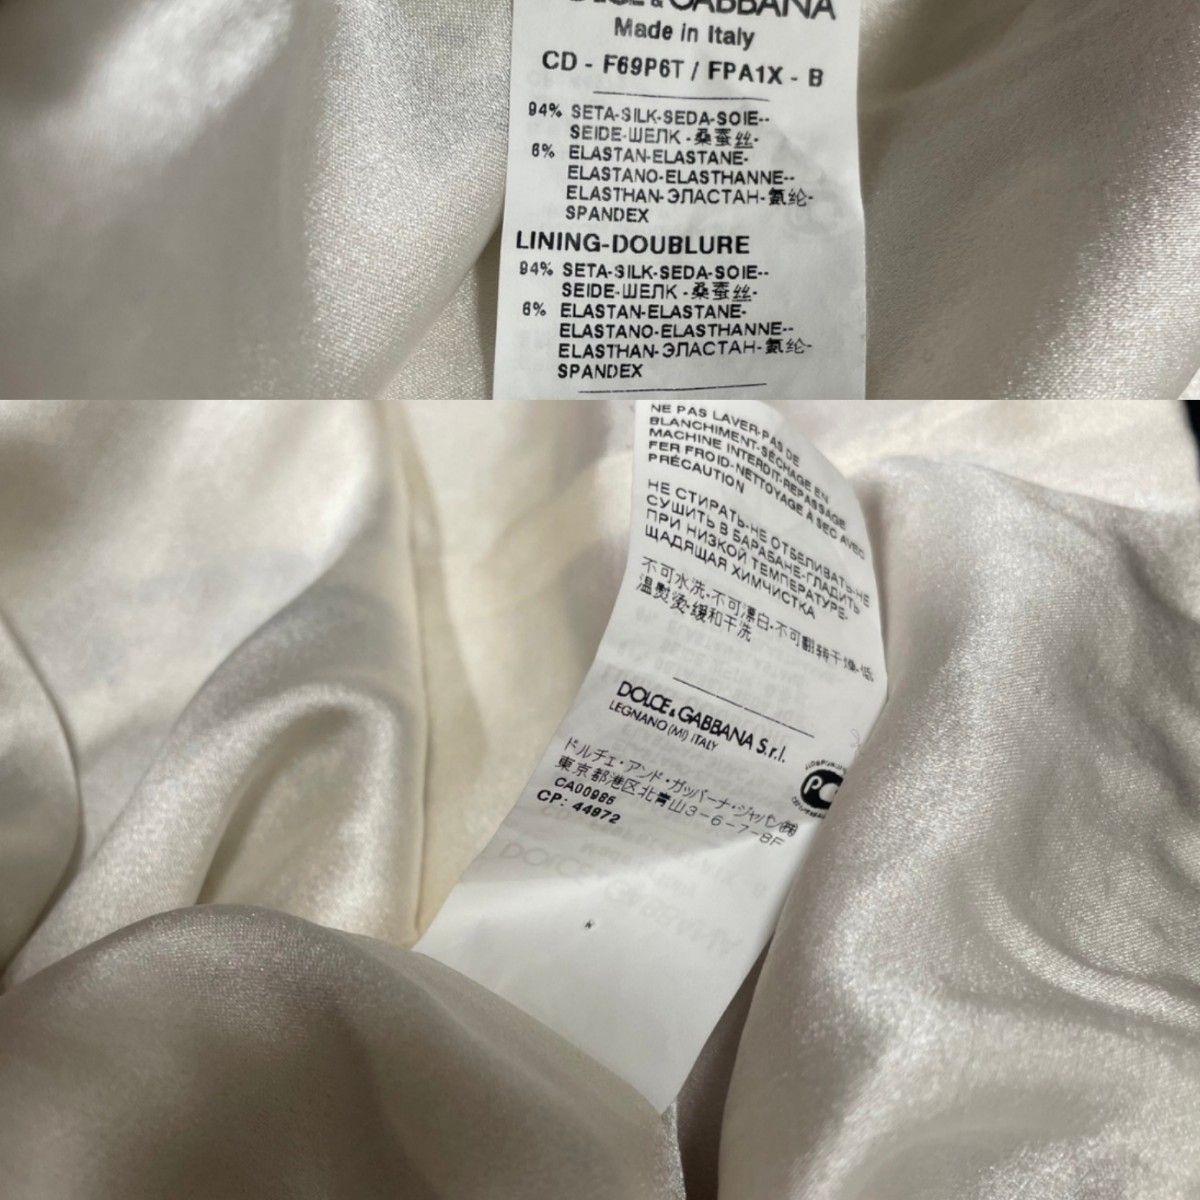 DOLCE&GABBANA
Made in Italy
CD - F69P6T / FPA1X - B
94% SETA-SILK-SEDA-SOIE--
SEIDE-ШЕЛК -桑蚕丝-
6% ELASTAN-ELASTANE-
ELASTANO-ELASTHANNE--
ELASTHAN-ЭЛАСТАН-氨纶-
SPANDEX
LINING-DOUBLURE
94% SETA-SILK-SEDA-SOIE--
SEIDE-ШЕЛК -桑蚕丝-
6% ELASTAN-ELASTANE-
ELASTANO-ELASTHANNE--
ELASTHAN-ЭЛАСТАН-氨纶-
SPANDEX
NE PAS LAVER-PAS DE
BLANCHIMENT-SÉCHAGE EN
MACHINE INTERDIT-REPASSAGE
FER FROID-NETTOYAGE A SEC AVEC
PRÉCAUTION
НЕ СТИРАТЬ-НЕ ОТБЕЛИВАТЬ-НЕ
СУШИТЬ В БАРАБАНЕ-ГЛАДИТЬ
ПРИ НИЗКОЙ ТЕМПЕРАТУРЕ-
ЩАДЯЩАЯ ХИМЧИСТКА
不可水洗-不可漂白-不可翻转干燥-低
温熨烫-缓和干洗
DOLCE&GABBANA S.r.l.
LEGNANO (MI) ITALY
ドルチェ・アンド・ガッバーナ・ジャパン㈱
東京都港区北青山3-6-7-8F
CA00985
CP: 44972